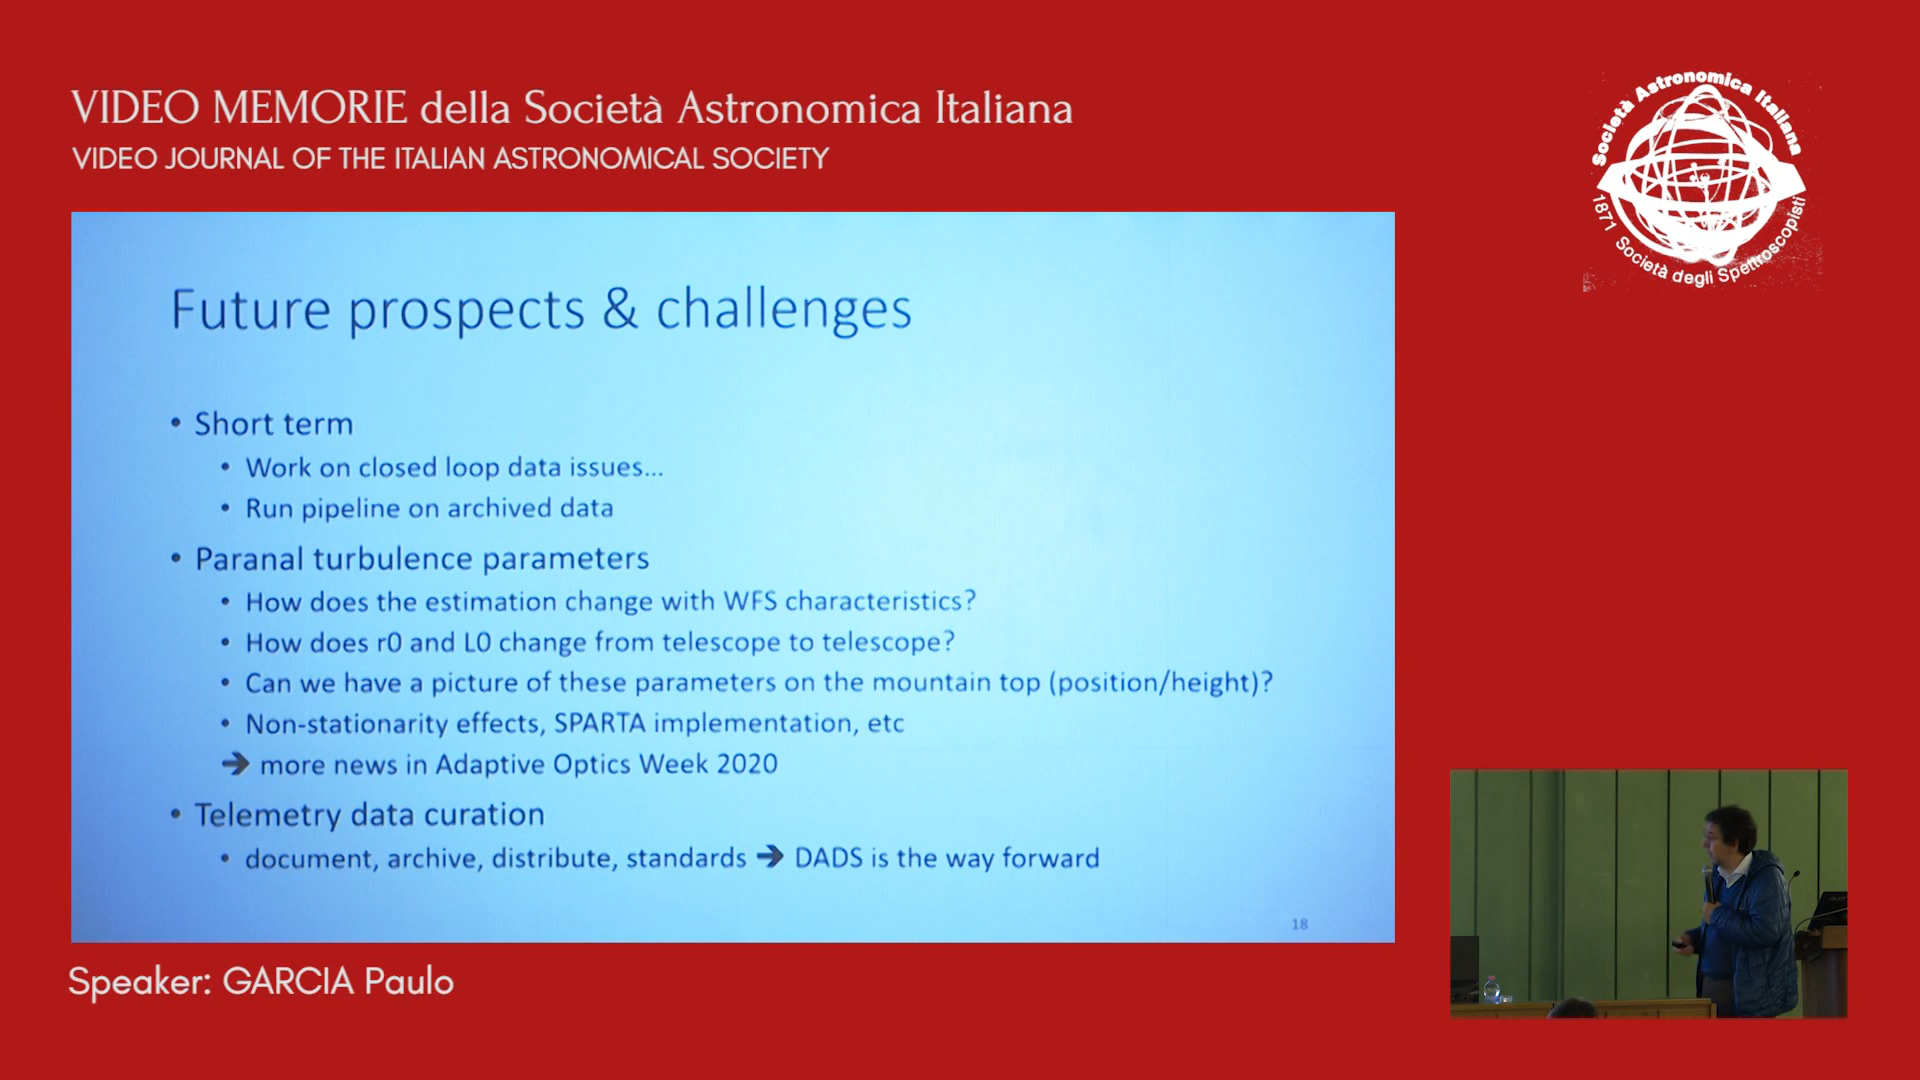 VIDEO MEMORIE della Società Astronomica Italiana
VIDEO JOURNAL OF THE ITALIAN ASTRONOMICAL SOCIETY
Società Astronomica Italiana
1871 Società degli Spettroscopisti
Future prospects & challenges
• Short term
• Work on closed loop data issues...
• Run pipeline on archived data
• Paranal turbulence parameters
• How does the estimation change with WFS characteristics?
• How does r0 and L0 change from telescope to telescope?
• Can we have a picture of these parameters on the mountain top (position/height)?
• Non-stationarity effects, SPARTA implementation, etc
➔ more news in Adaptive Optics Week 2020
• Telemetry data curation
• document, archive, distribute, standards ➔ DADS is the way forward
18
Speaker: GARCIA Paulo